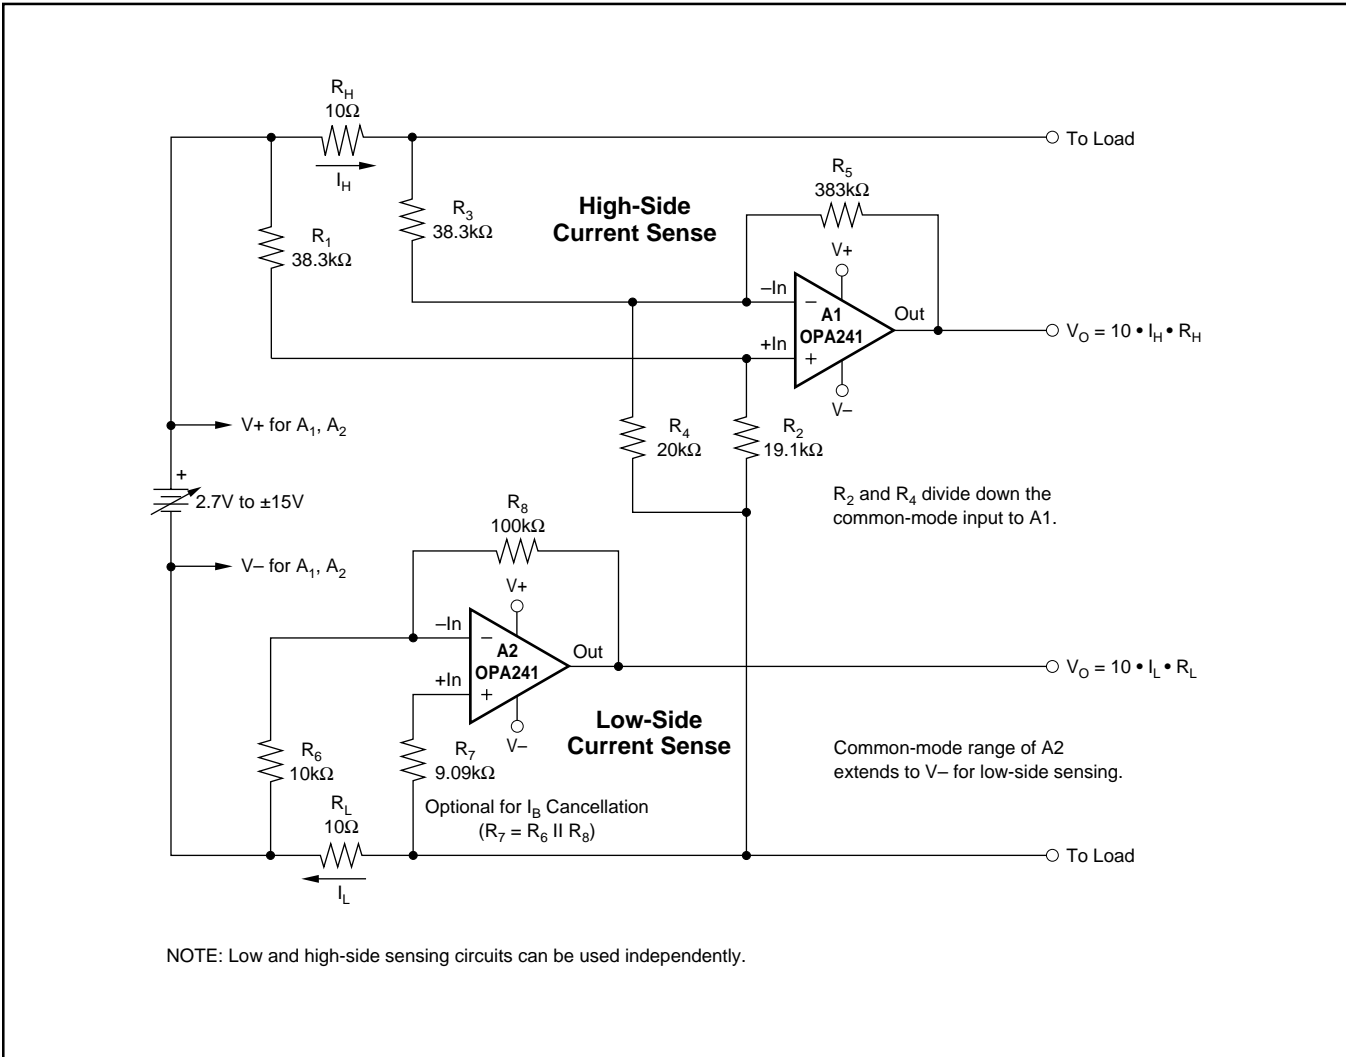 R_H
10Ω
To Load
I_H
R_5
383kΩ
High-Side
Current Sense
R_3
38.3kΩ
R_1
38.3kΩ
V+
–In
–
A1
OPA241
Out
+In
+
V–
V_O = 10 • I_H • R_H
V+ for A_1, A_2
R_4
20kΩ
R_2
19.1kΩ
+
2.7V to ±15V
R_2 and R_4 divide down the
common-mode input to A1.
R_8
100kΩ
V– for A_1, A_2
V+
–In
–
A2
OPA241
Out
+In
+
V–
V_O = 10 • I_L • R_L
Low-Side
Current Sense
R_6
10kΩ
R_7
9.09kΩ
Common-mode range of A2
extends to V– for low-side sensing.
R_L
10Ω
Optional for I_B Cancellation
(R_7 = R_6 II R_8)
To Load
I_L
NOTE: Low and high-side sensing circuits can be used independently.